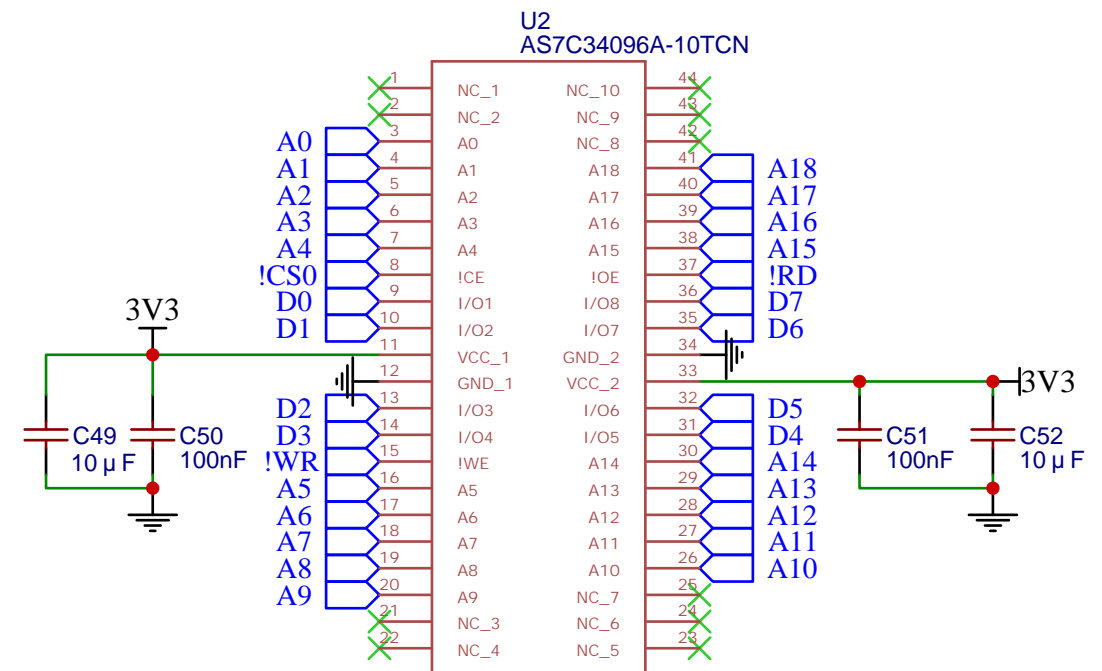 U2
AS7C34096A-10TCN
1 NC_1 NC_10 44
2 NC_2 NC_9 43
A0 3 A0 NC_8 42
A1 4 A1 A18 41 A18
A2 5 A2 A17 40 A17
A3 6 A3 A16 39 A16
A4 7 A4 A15 38 A15
!CS0 8 !CE !OE 37 !RD
D0 9 I/O1 I/O8 36 D7
D1 10 I/O2 I/O7 35 D6
3V3
11 VCC_1 GND_2 34
12 GND_1 VCC_2 33 3V3
D2 13 I/O3 I/O6 32 D5
D3 14 I/O4 I/O5 31 D4
!WR 15 !WE A14 30 A14
A5 16 A5 A13 29 A13
A6 17 A6 A12 28 A12
A7 18 A7 A11 27 A11
A8 19 A8 A10 26 A10
A9 20 A9 NC_7 25
21 NC_3 NC_6 24
22 NC_4 NC_5 23
C49
10 µ F
C50
100nF
C51
100nF
C52
10 µ F